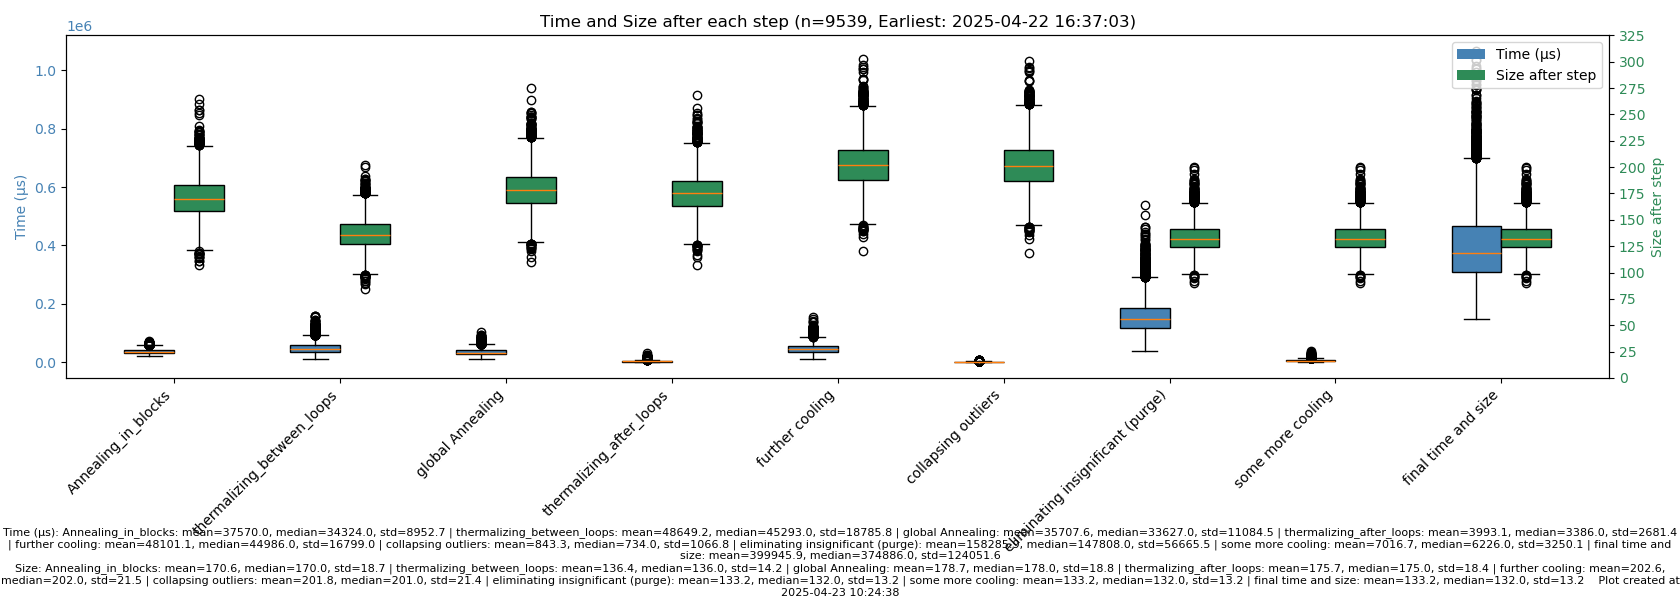 Time and Size after each step (n=9539, Earliest: 2025-04-22 16:37:03)
1e6
Time (µs)
1.0
0.8
0.6
0.4
0.2
0.0
Time (µs)
Size after step
325
300
275
250
225
200
175
150
125
100
75
50
25
0
Size after step
Annealing_in_blocks
thermalizing_between_loops
global Annealing
thermalizing_after_loops
further cooling
collapsing outliers
eliminating insignificant (purge)
some more cooling
final time and size
Time (µs): Annealing_in_blocks: mean=37570.0, median=34324.0, std=8952.7 | thermalizing_between_loops: mean=48649.2, median=45293.0, std=18785.8 | global Annealing: mean=35707.6, median=33627.0, std=11084.5 | thermalizing_after_loops: mean=3993.1, median=3386.0, std=2681.4
| further cooling: mean=48101.1, median=44986.0, std=16799.0 | collapsing outliers: mean=843.3, median=734.0, std=1066.8 | eliminating insignificant (purge): median=147808.0, std=56665.5 | some more cooling: mean=7016.7, median=6226.0, std=3250.1 | final time and
size: mean=399945.9, median=374886.0, std=124051.6
Size: Annealing_in_blocks: mean=170.6, median=170.0, std=18.7 | thermalizing_between_loops: mean=136.4, median=136.0, std=14.2 | global Annealing: mean=178.7, median=178.0, std=18.8 | thermalizing_after_loops: mean=175.7, median=175.0, std=18.4 | further cooling: mean=202.6,
median=202.0, std=21.5 | collapsing outliers: mean=201.8, median=201.0, std=21.4 | eliminating insignificant (purge): mean=133.2, median=132.0, std=13.2 | some more cooling: mean=133.2, median=132.0, std=13.2 | final time and size: mean=133.2, median=132.0, std=13.2 Plot created at
2025-04-23 10:24:38